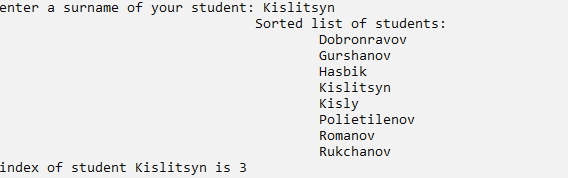 enter a surname of your student: Kislitsyn
Sorted list of students:
Dobronravov
Gurshanov
Hasbik
Kislitsyn
Kisly
Polietilenov
Romanov
Rukchanov
index of student Kislitsyn is 3